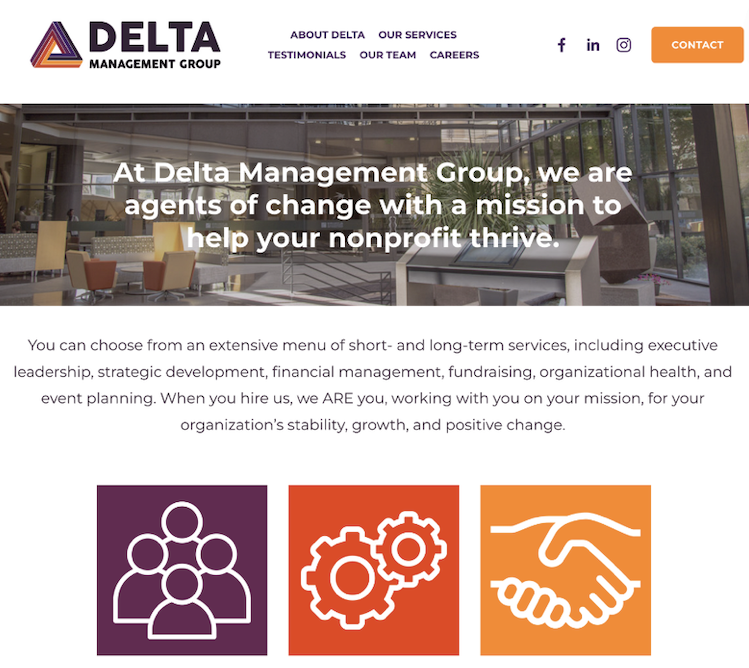 DELTA
MANAGEMENT GROUP
ABOUT DELTA OUR SERVICES
TESTIMONIALS OUR TEAM CAREERS
CONTACT
At Delta Management Group, we are
agents of change with a mission to
help your nonprofit thrive.
You can choose from an extensive menu of short- and long-term services, including executive
leadership, strategic development, financial management, fundraising, organizational health, and
event planning. When you hire us, we ARE you, working with you on your mission, for your
organization’s stability, growth, and positive change.